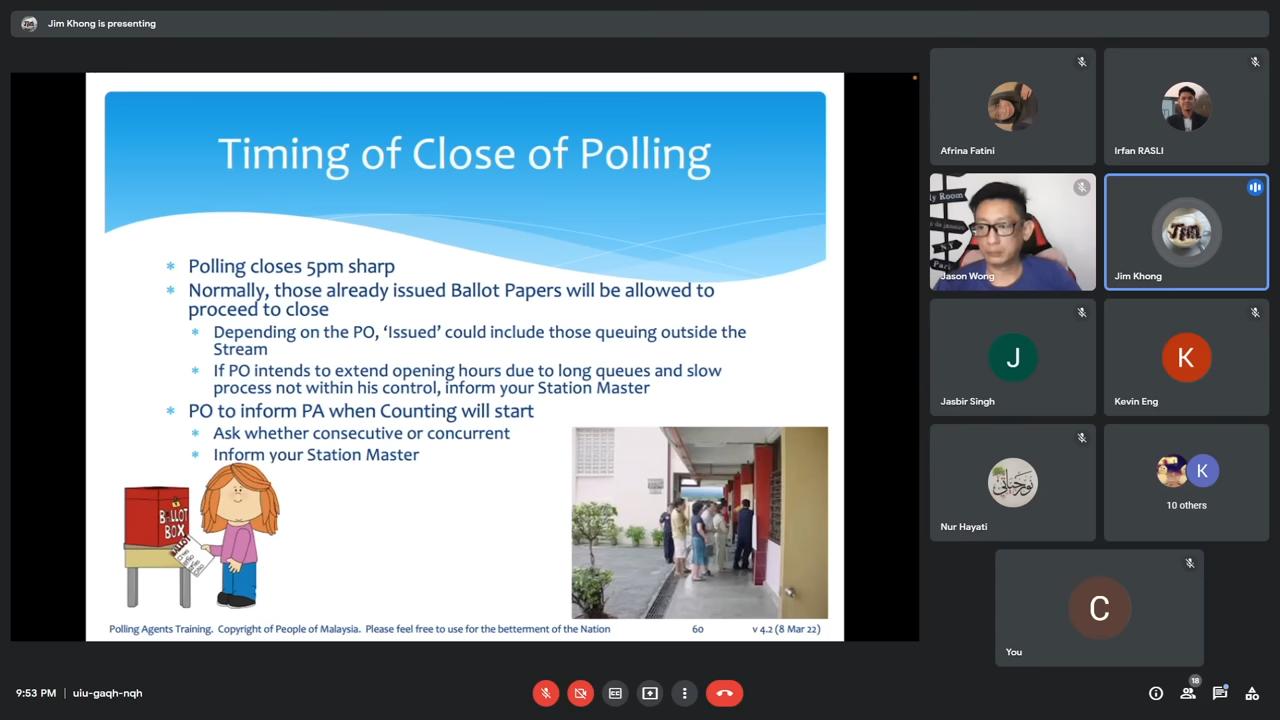 Jim Khong is presenting
Timing of Close of Polling
Polling closes 5pm sharp
Normally, those already issued Ballot Papers will be allowed to
proceed to close
Depending on the PO, ‘Issued’ could include those queuing outside the
Stream
If PO intends to extend opening hours due to long queues and slow
process not within his control, inform your Station Master
PO to inform PA when Counting will start
Ask whether consecutive or concurrent
Inform your Station Master
BALLOT
BOX
Polling Agents Training. Copyright of People of Malaysia. Please feel free to use for the betterment of the Nation
60
v 4.2 (8 Mar 22)
Afrina Fatini
Irfan RASLI
Jason Wong
Jim
Jim Khong
J
Jasbir Singh
K
Kevin Eng
Nur Hayati
K
10 others
C
You
9:53 PM | uiu-gaqh-nqh
18